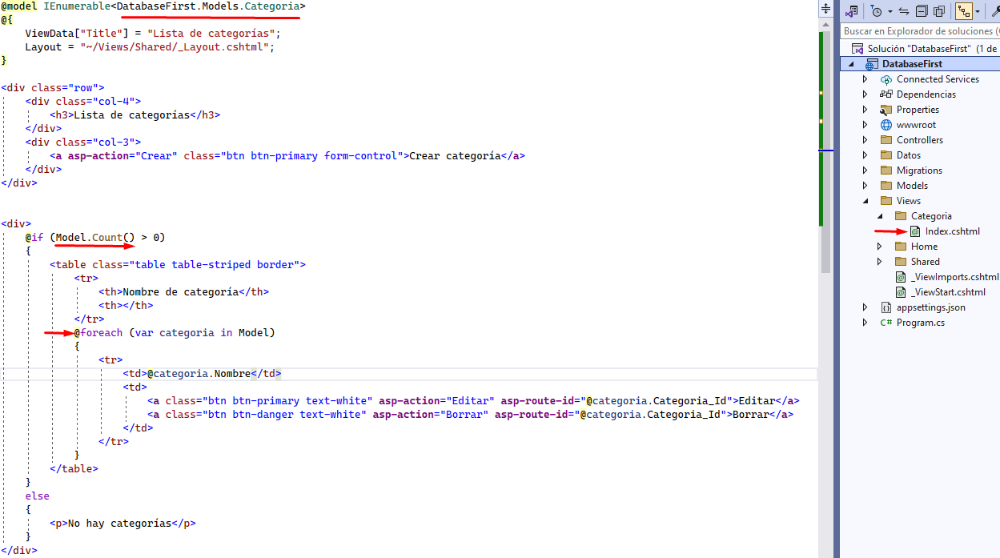 @model IEnumerable<DatabaseFirst.Models.Categoria>
@{
    ViewData["Title"] = "Lista de categorías";
    Layout = "~/Views/Shared/_Layout.cshtml";
}
<div class="row">
    <div class="col-4">
        <h3>Lista de categorías</h3>
    </div>
    <div class="col-3">
        <a asp-action="Crear" class="btn btn-primary form-control">Crear categoría</a>
    </div>
</div>
<div>
    @if (Model.Count() > 0)
    {
        <table class="table table-striped border">
            <tr>
                <th>Nombre de categoría</th>
                <th></th>
            </tr>
            @foreach (var categoria in Model)
            {
                <tr>
                    <td>@categoria.Nombre</td>
                    <td>
                        <a class="btn btn-primary text-white" asp-action="Editar" asp-route-id="@categoria.Categoria_Id">Editar</a>
                        <a class="btn btn-danger text-white" asp-action="Borrar" asp-route-id="@categoria.Categoria_Id">Borrar</a>
                    </td>
                </tr>
            }
        </table>
    }
    else
    {
        <p>No hay categorías</p>
    }
</div>
Buscar en Explorador de soluciones (
Solución "DatabaseFirst" (1 de
DatabaseFirst
Connected Services
Dependencias
Properties
wwwroot
Controllers
Datos
Migrations
Models
Views
Categoria
Index.cshtml
Home
Shared
_ViewImports.cshtml
_ViewStart.cshtml
appsettings.json
C# Program.cs